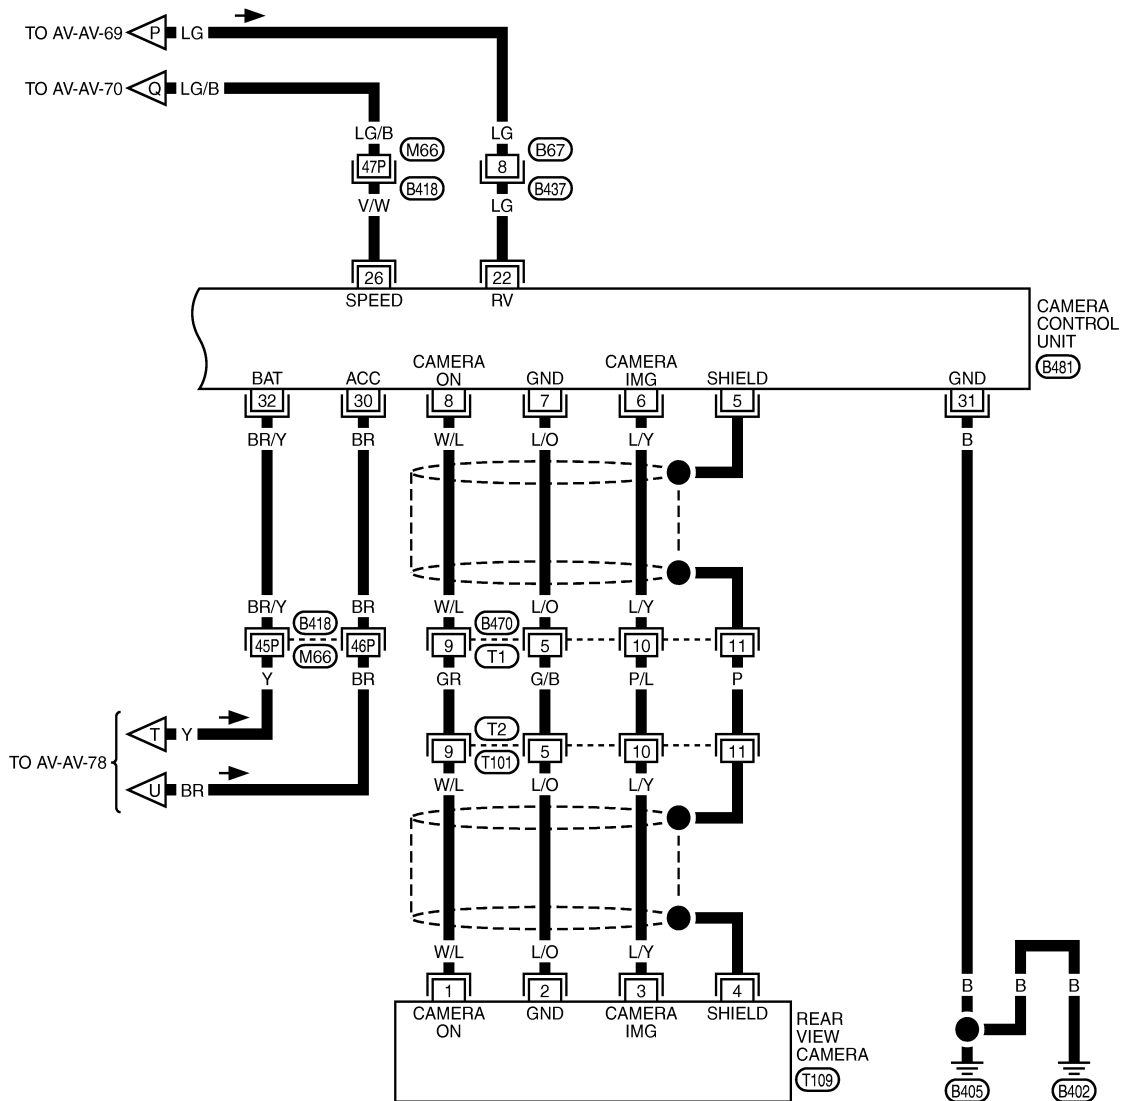 TO AV-AV-69 P LG
TO AV-AV-70 Q LG/B
LG/B M66 LG B67
47P 8
B418 B437
V/W LG
26 22
SPEED RV
CAMERA
CONTROL
UNIT
B481
BAT ACC CAMERA ON GND CAMERA IMG SHIELD GND
32 30 8 7 6 5 31
BR/Y BR W/L L/O L/Y B
BR/Y BR W/L L/O L/Y
B418 B470
45P 46P 9 5 10 11
M66 T1
Y BR GR G/B P/L P
T2
T Y
9 5 10 11
TO AV-AV-78 T101
U BR W/L L/O L/Y
W/L L/O L/Y
B B B
1 2 3 4
CAMERA ON GND CAMERA IMG SHIELD
REAR
VIEW
CAMERA
T109
B405 B402